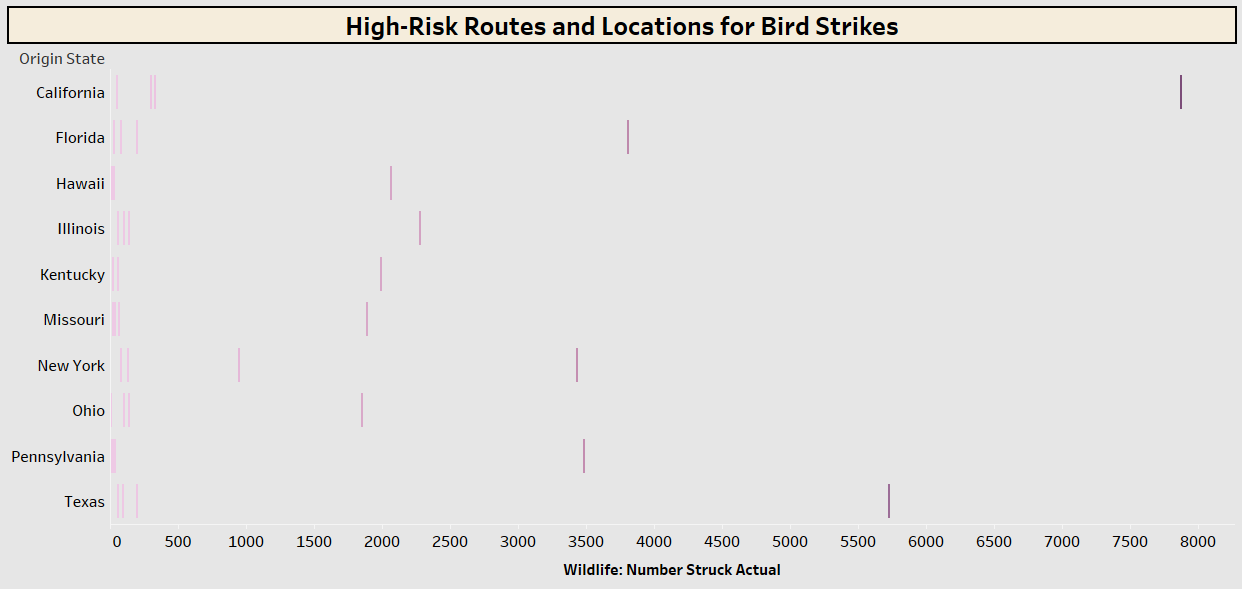 High-Risk Routes and Locations for Bird Strikes
Origin State
California
Florida
Hawaii
Illinois
Kentucky
Missouri
New York
Ohio
Pennsylvania
Texas
0 500 1000 1500 2000 2500 3000 3500 4000 4500 5000 5500 6000 6500 7000 7500 8000
Wildlife: Number Struck Actual